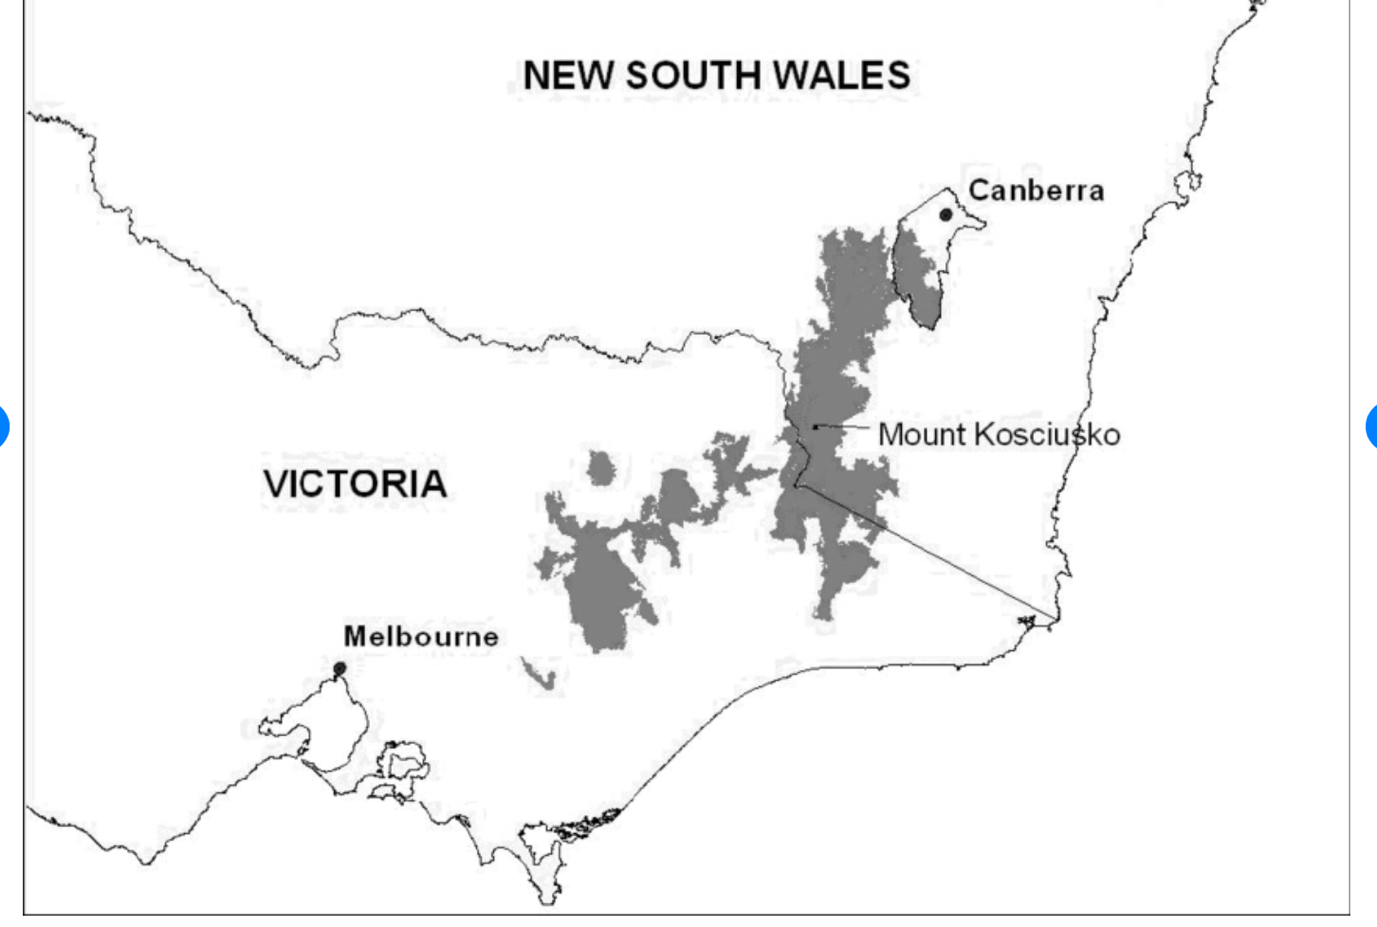 NEW SOUTH WALES
Canberra
Mount Kosciusko
VICTORIA
Melbourne